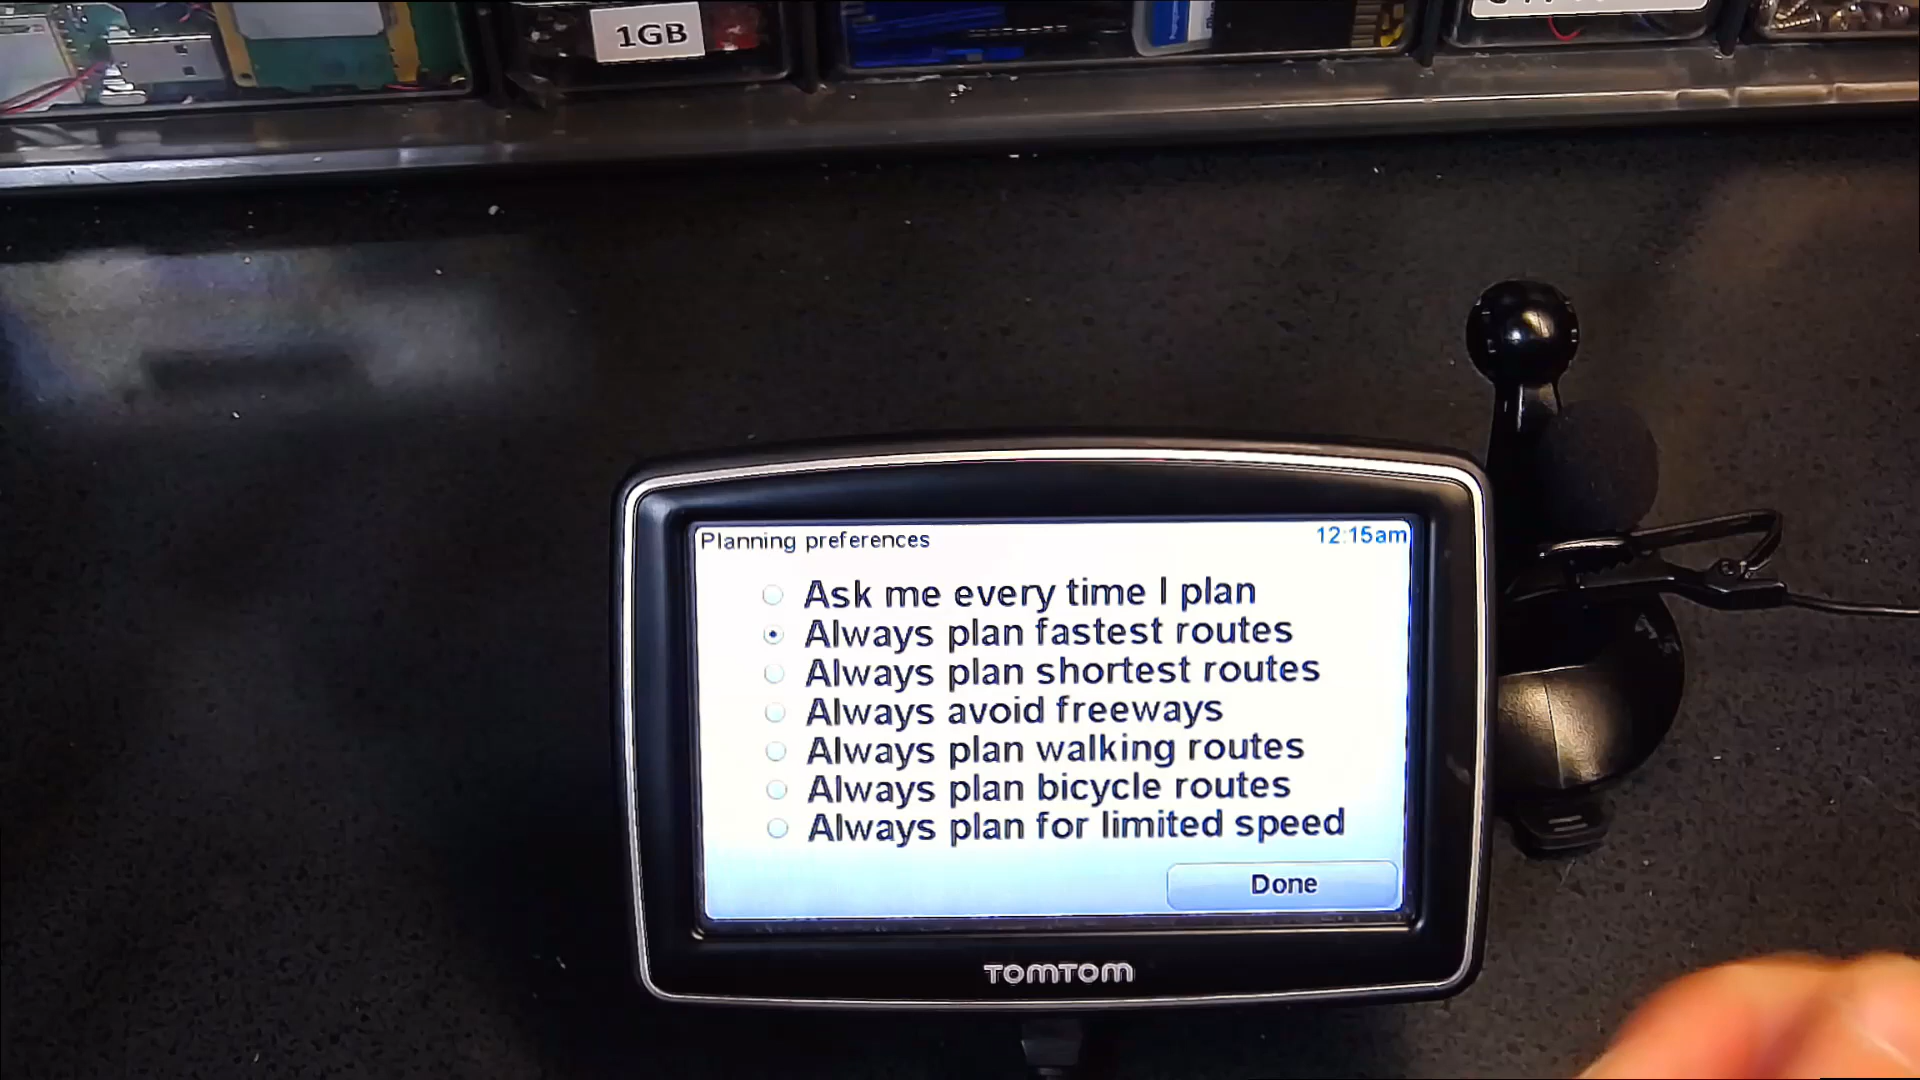 1GB
Planning preferences
12:15am
Ask me every time I plan
Always plan fastest routes
Always plan shortest routes
Always avoid freeways
Always plan walking routes
Always plan bicycle routes
Always plan for limited speed
Done
TOMTOM